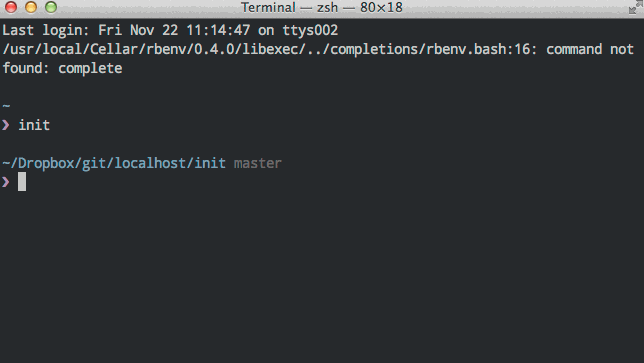 Terminal — zsh — 80×18
Last login: Fri Nov 22 11:14:47 on ttys002
/usr/local/Cellar/rbenv/0.4.0/libexec/../completions/rbenv.bash:16: command not
found: complete
~
❯ init
~/Dropbox/git/localhost/init master
❯